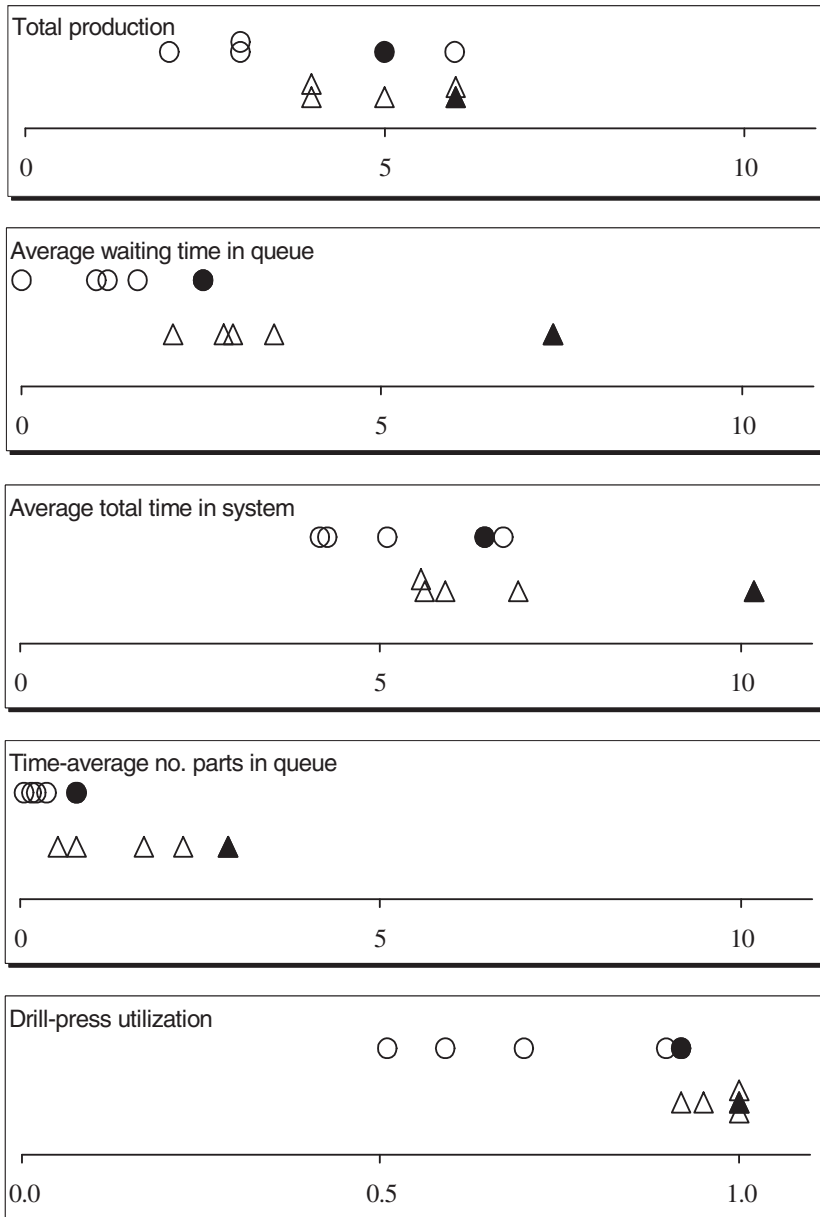 Total production
0 5 10
Average waiting time in queue
0 5 10
Average total time in system
0 5 10
Time-average no. parts in queue
0 5 10
Drill-press utilization
0.0 0.5 1.0